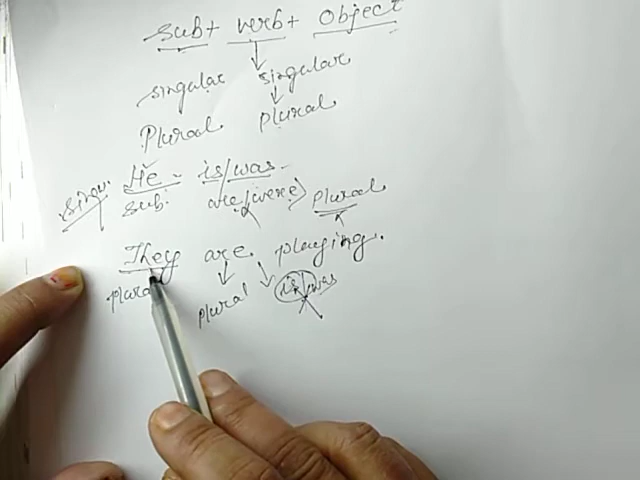 sub + verb + object
singular singular
Plural plural
He - is/was -
singu. sub. are/were> plural
They are. playing.
plural plural is/was